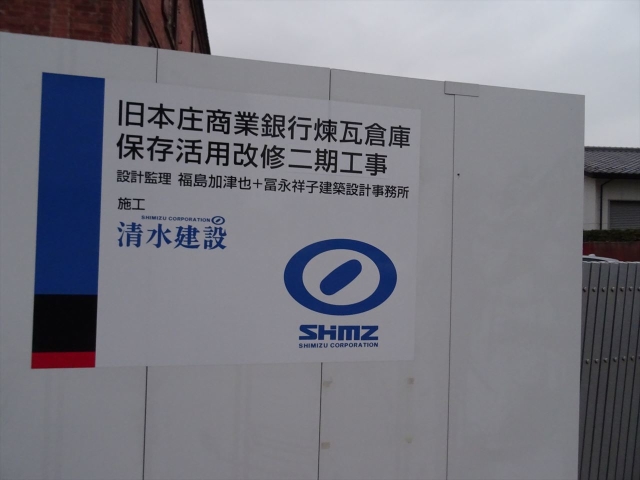 旧本庄商業銀行煉瓦倉庫
保存活用改修二期工事
設計監理 福島加津也+冨永祥子建築設計事務所
施工
SHIMIZU CORPORATION
清水建設
SHMZ
SHIMIZU CORPORATION